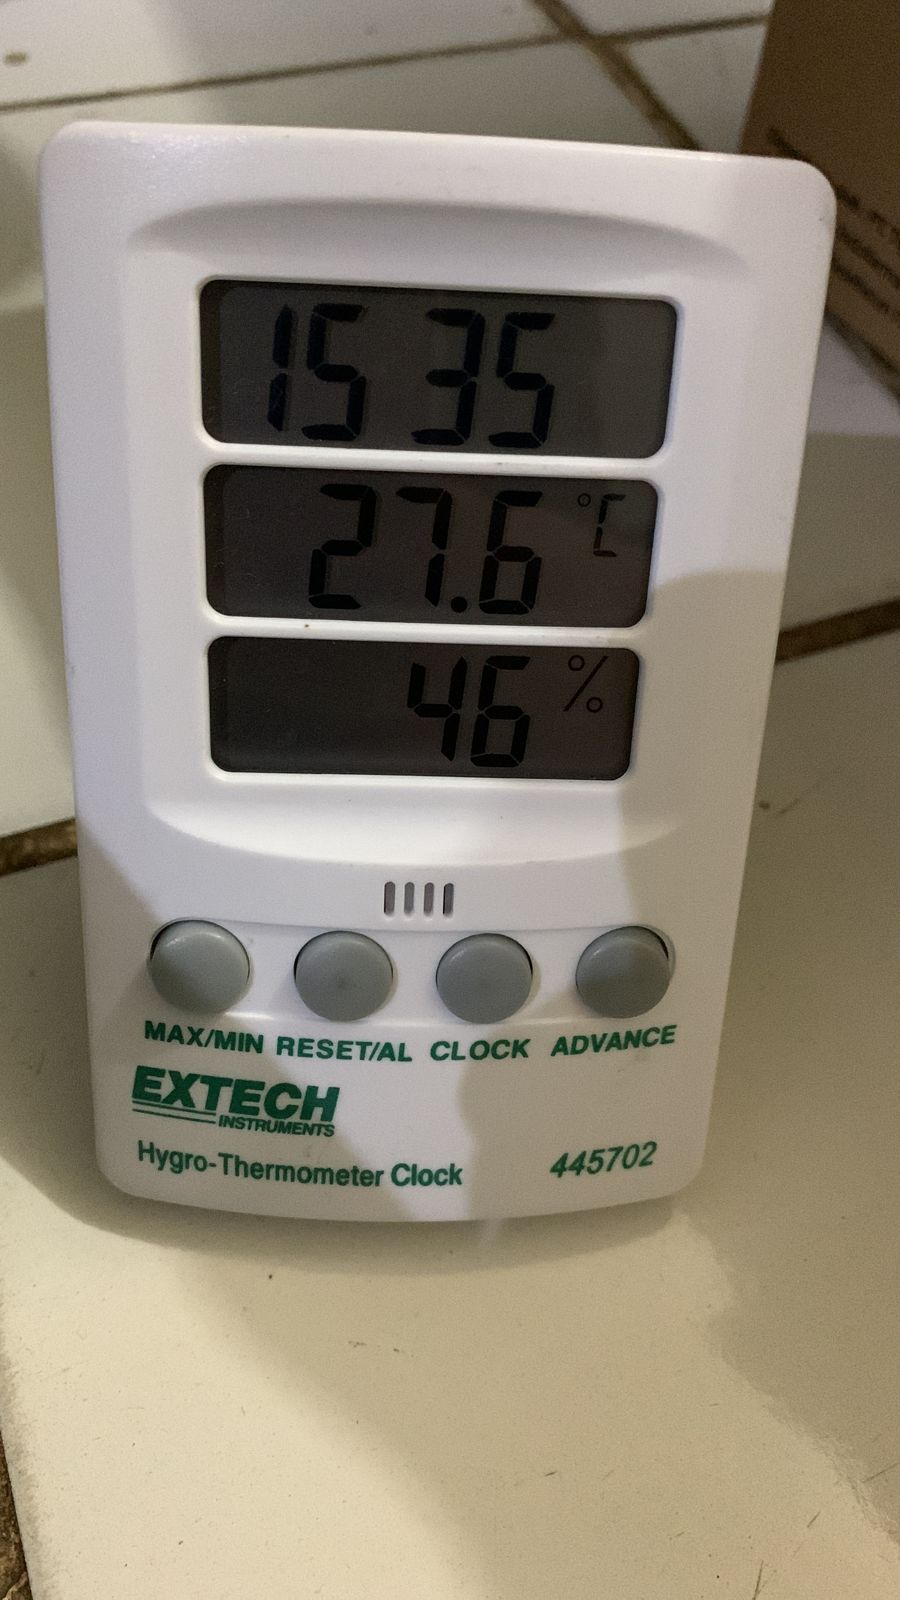 15 35
27.6 °C
46 %
MAX/MIN RESET/AL CLOCK ADVANCE
EXTECH
INSTRUMENTS
Hygro-Thermometer Clock 445702